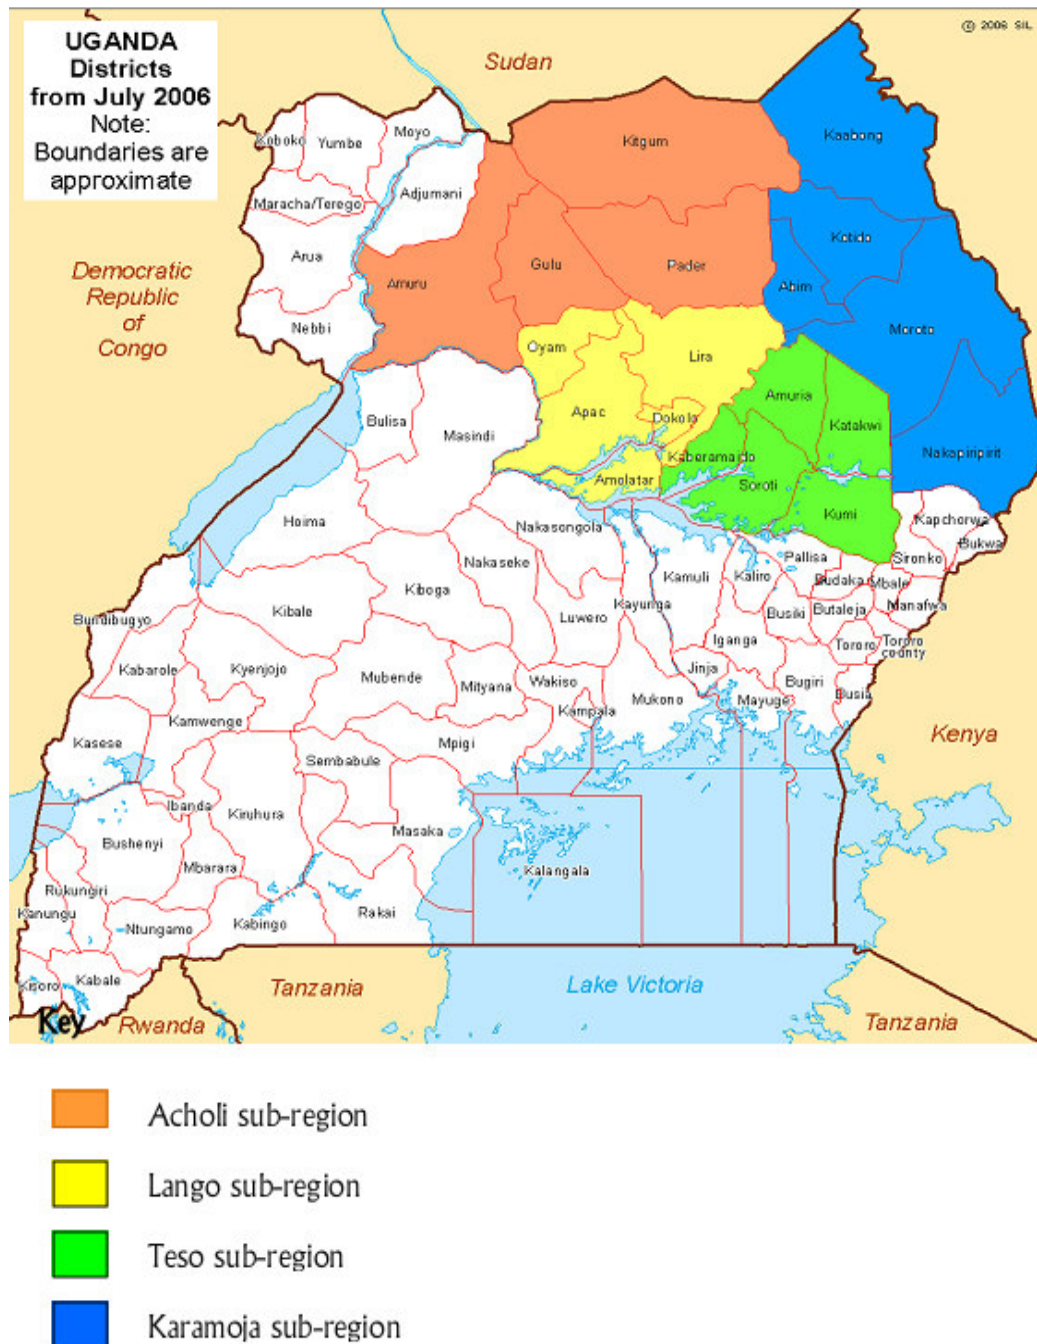 UGANDA
Districts
from July 2006
Note:
Boundaries are
approximate
© 2006 SIL
Sudan
Koboko
Yumbe
Moyo
Adjumani
Maracha/Terego
Arua
Nebbi
Kitgum
Kaabong
Kotido
Abim
Moroto
Nakapiripirit
Amuru
Gulu
Pader
Democratic
Republic
of
Congo
Oyam
Lira
Apac
Dokolo
Amolatar
Kaberamaido
Amuria
Katakwi
Soroti
Kumi
Bulisa
Masindi
Hoima
Nakasongola
Nakaseke
Kiboga
Luwero
Kayunga
Kamuli
Kaliro
Pallisa
Budaka
Mbale
Sironko
Kapchorwa
Bukwa
Manafwa
Butaleja
Busiki
Iganga
Tororo
Tororo
county
Bundibugyo
Kibale
Kabarole
Kyenjojo
Mubende
Mityana
Wakiso
Kampala
Mukono
Jinja
Mayuge
Bugiri
Busia
Kamwenge
Kasese
Sembabule
Mpigi
Kenya
Ibanda
Kiruhura
Masaka
Bushenyi
Mbarara
Kalangala
Rukungiri
Kanungu
Ntungamo
Kabingo
Rakai
Kisoro
Kabale
Tanzania
Lake Victoria
Key
Rwanda
Tanzania
Acholi sub-region
Lango sub-region
Teso sub-region
Karamoja sub-region